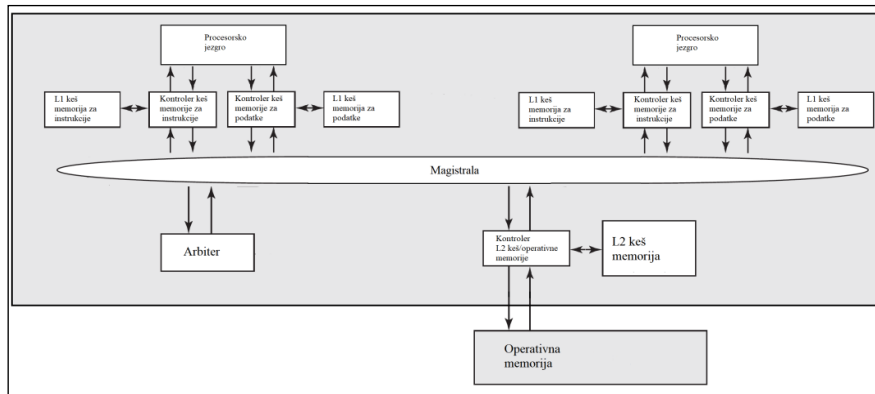 Procesorsko
jezgro
Procesorsko
jezgro
L1 keš
memorija za
instrukcije
Kontroler keš
memorije za
instrukcije
Kontroler keš
memorije za
podatke
L1 keš
memorija za
podatke
L1 keš
memorija za
instrukcije
Kontroler keš
memorije za
instrukcije
Kontroler keš
memorije za
podatke
L1 keš
memorija za
podatke
Magistrala
Arbiter
Kontroler
L2 keš/operativne
memorije
L2 keš
memorija
Operativna
memorija